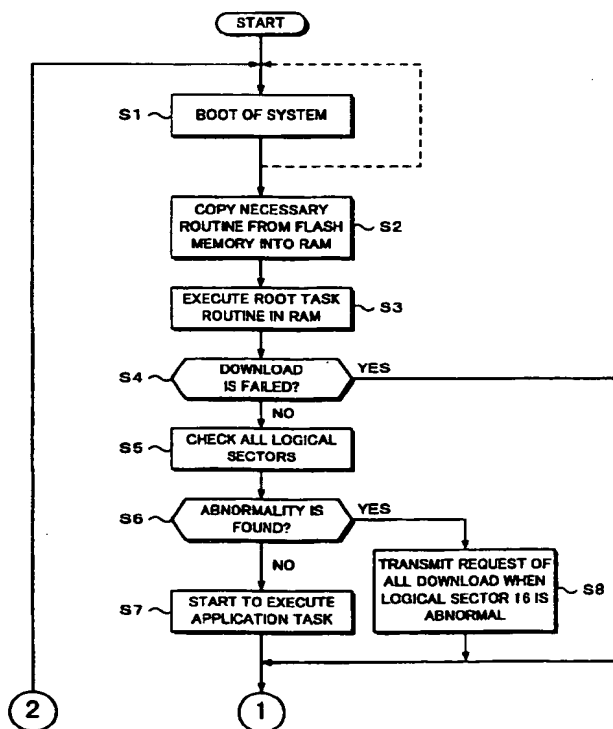 START
S1
BOOT OF SYSTEM
COPY NECESSARY
ROUTINE FROM FLASH
MEMORY INTO RAM
S2
EXECUTE ROOT TASK
ROUTINE IN RAM
S3
S4
DOWNLOAD
IS FAILED?
YES
NO
S5
CHECK ALL LOGICAL
SECTORS
S6
ABNORMALITY IS
FOUND?
YES
NO
TRANSMIT REQUEST OF
ALL DOWNLOAD WHEN
LOGICAL SECTOR 16 IS
ABNORMAL
S8
S7
START TO EXECUTE
APPLICATION TASK
2
1